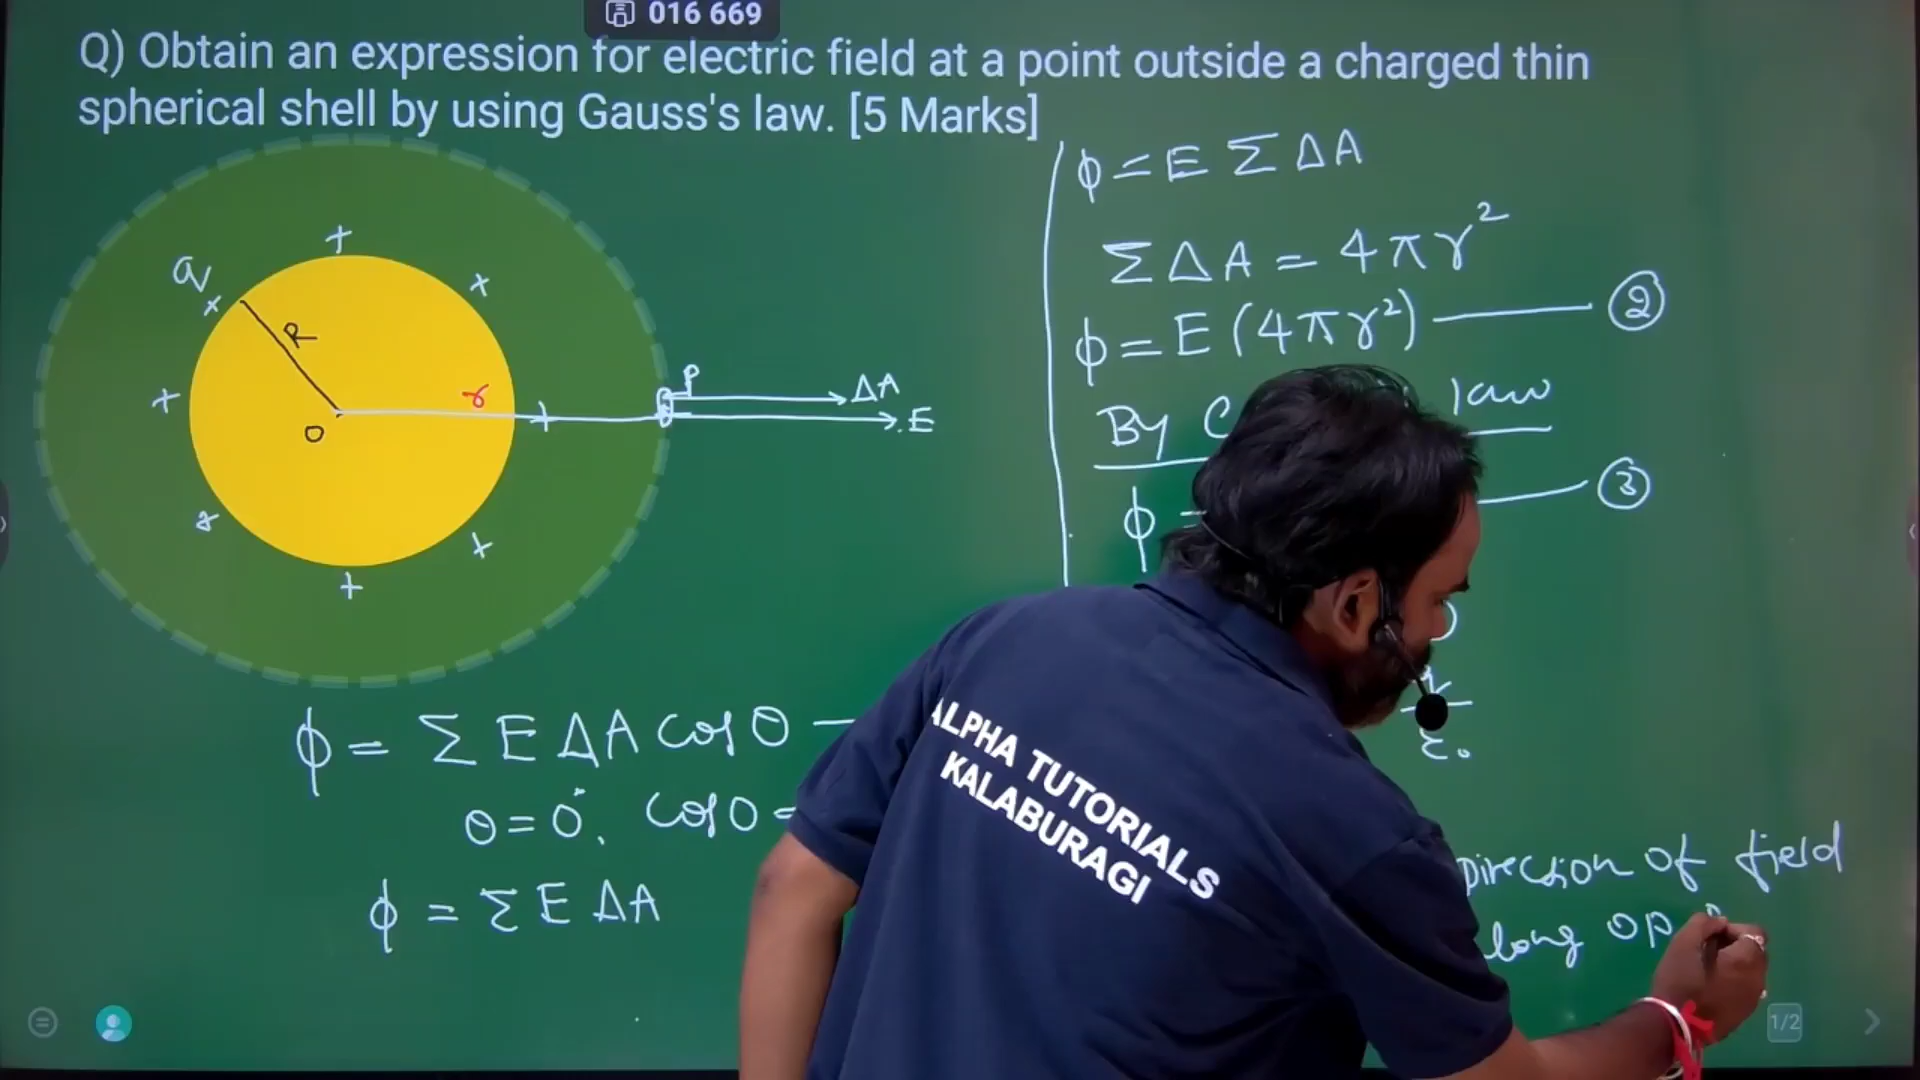 016 669
Q) Obtain an expression for electric field at a point outside a charged thin
spherical shell by using Gauss's law. [5 Marks]
q
R
r
O
P
ΔA
E
ϕ = Σ E ΔA cosθ
θ = 0°, cos0 =
ϕ = Σ E ΔA
ϕ = E Σ ΔA
Σ ΔA = 4πr²
ϕ = E (4πr²) — ②
By law
ϕ — ③
ε₀
Direction of field
long OP
ALPHA TUTORIALS
KALABURAGI
1/2